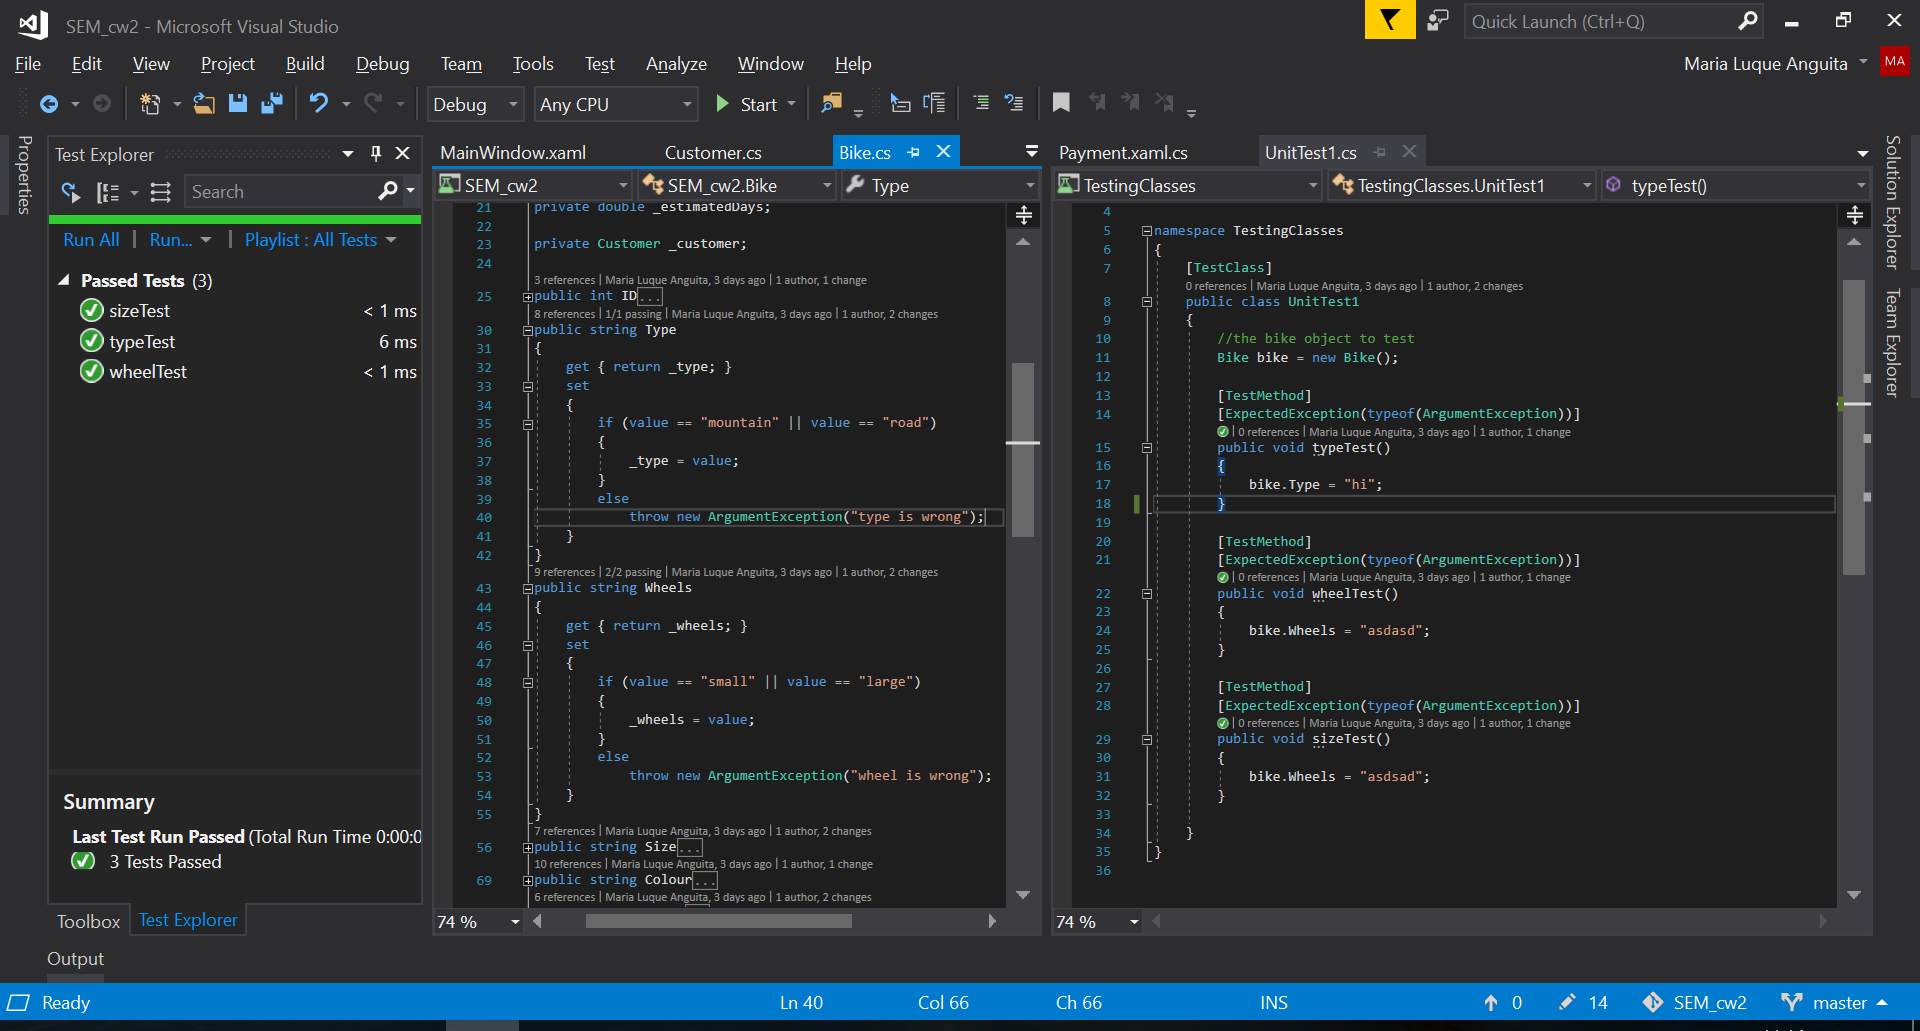 SEM_cw2 - Microsoft Visual Studio
Quick Launch (Ctrl+Q)
File Edit View Project Build Debug Team Tools Test Analyze Window Help
Maria Luque Anguita MA
Debug Any CPU Start
Properties
Test Explorer
Search
Run All | Run... | Playlist : All Tests
Passed Tests (3)
sizeTest < 1 ms
typeTest 6 ms
wheelTest < 1 ms
Summary
Last Test Run Passed (Total Run Time 0:00:0
3 Tests Passed
Toolbox Test Explorer
Output
MainWindow.xaml Customer.cs Bike.cs
SEM_cw2 SEM_cw2.Bike Type
21 private double _estimatedDays;
22
23 private Customer _customer;
24
3 references | Maria Luque Anguita, 3 days ago | 1 author, 1 change
25 public int ID...
8 references | 1/1 passing | Maria Luque Anguita, 3 days ago | 1 author, 2 changes
30 public string Type
31 {
32 get { return _type; }
33 set
34 {
35 if (value == "mountain" || value == "road")
36 {
37 _type = value;
38 }
39 else
40 throw new ArgumentException("type is wrong");
41 }
42 }
9 references | 2/2 passing | Maria Luque Anguita, 3 days ago | 1 author, 2 changes
43 public string Wheels
44 {
45 get { return _wheels; }
46 set
47 {
48 if (value == "small" || value == "large")
49 {
50 _wheels = value;
51 }
52 else
53 throw new ArgumentException("wheel is wrong");
54 }
55 }
7 references | Maria Luque Anguita, 3 days ago | 1 author, 2 changes
56 public string Size...
10 references | Maria Luque Anguita, 3 days ago | 1 author, 1 change
69 public string Colour...
6 references | Maria Luque Anguita, 3 days ago | 1 author, 2 changes
74 %
Payment.xaml.cs UnitTest1.cs
TestingClasses TestingClasses.UnitTest1 typeTest()
4
5 namespace TestingClasses
6 {
7 [TestClass]
0 references | Maria Luque Anguita, 3 days ago | 1 author, 2 changes
8 public class UnitTest1
9 {
10 //the bike object to test
11 Bike bike = new Bike();
12
13 [TestMethod]
14 [ExpectedException(typeof(ArgumentException))]
| 0 references | Maria Luque Anguita, 3 days ago | 1 author, 1 change
15 public void typeTest()
16 {
17 bike.Type = "hi";
18 }
19
20 [TestMethod]
21 [ExpectedException(typeof(ArgumentException))]
| 0 references | Maria Luque Anguita, 3 days ago | 1 author, 1 change
22 public void wheelTest()
23 {
24 bike.Wheels = "asdasd";
25 }
26
27 [TestMethod]
28 [ExpectedException(typeof(ArgumentException))]
| 0 references | Maria Luque Anguita, 3 days ago | 1 author, 1 change
29 public void sizeTest()
30 {
31 bike.Wheels = "asdsad";
32 }
33
34 }
35 }
36
74 %
Solution Explorer
Team Explorer
Ready Ln 40 Col 66 Ch 66 INS 0 14 SEM_cw2 master